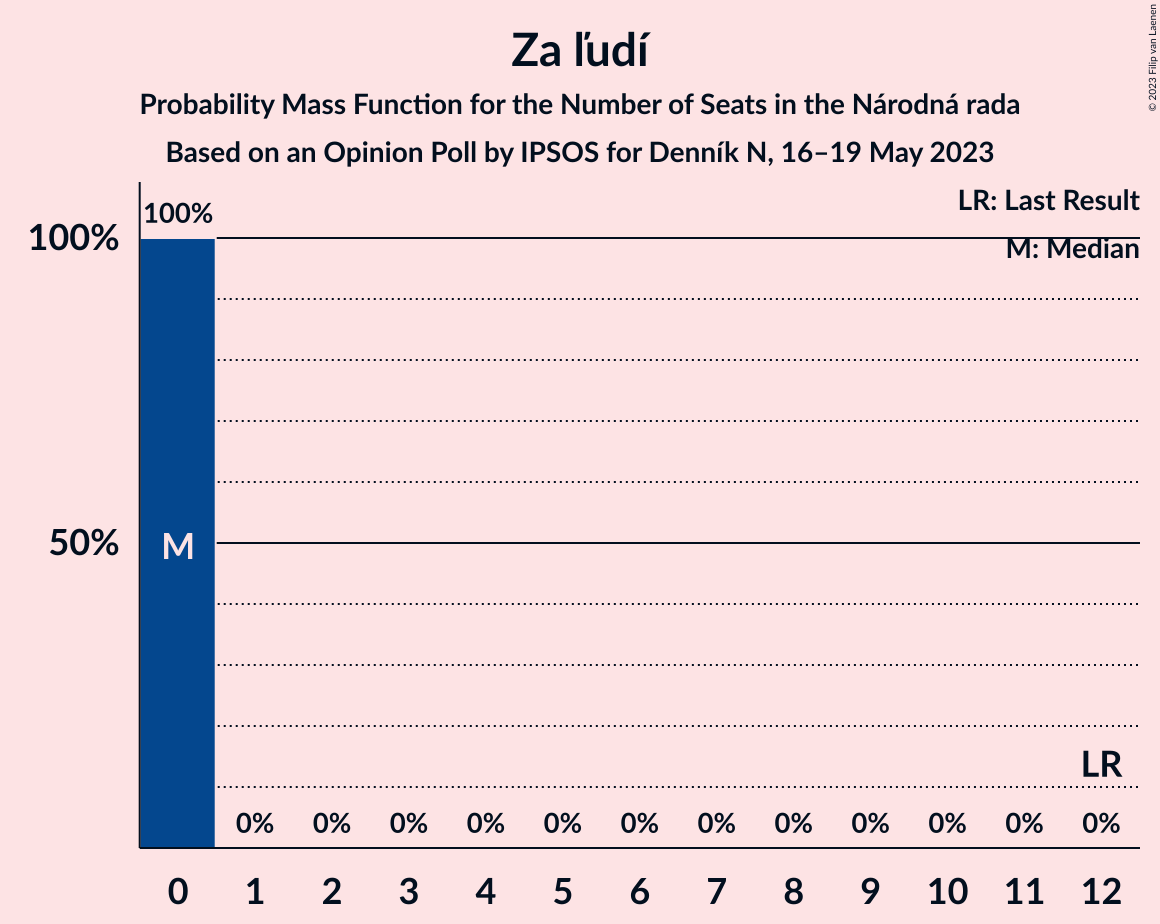 Za ľudí
Probability Mass Function for the Number of Seats in the Národná rada
Based on an Opinion Poll by IPSOS for Denník N, 16–19 May 2023
© 2023 Filip van Laenen
LR: Last Result
M: Median
100%
100%
50%
M
LR
0% 0% 0% 0% 0% 0% 0% 0% 0% 0% 0% 0%
0 1 2 3 4 5 6 7 8 9 10 11 12